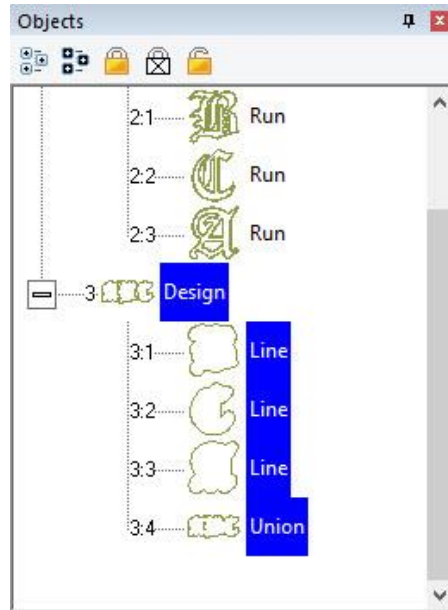 Objects
2:1 Run
2:2 Run
2:3 Run
3 Design
3:1 Line
3:2 Line
3:3 Line
3:4 Union